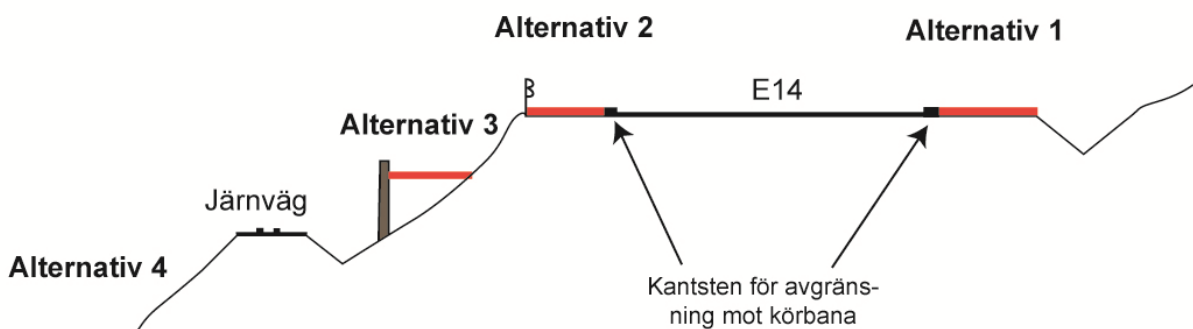 Alternativ 2
Alternativ 1
E14
Alternativ 3
Järnväg
Alternativ 4
Kantsten för avgräns-
ning mot körbana